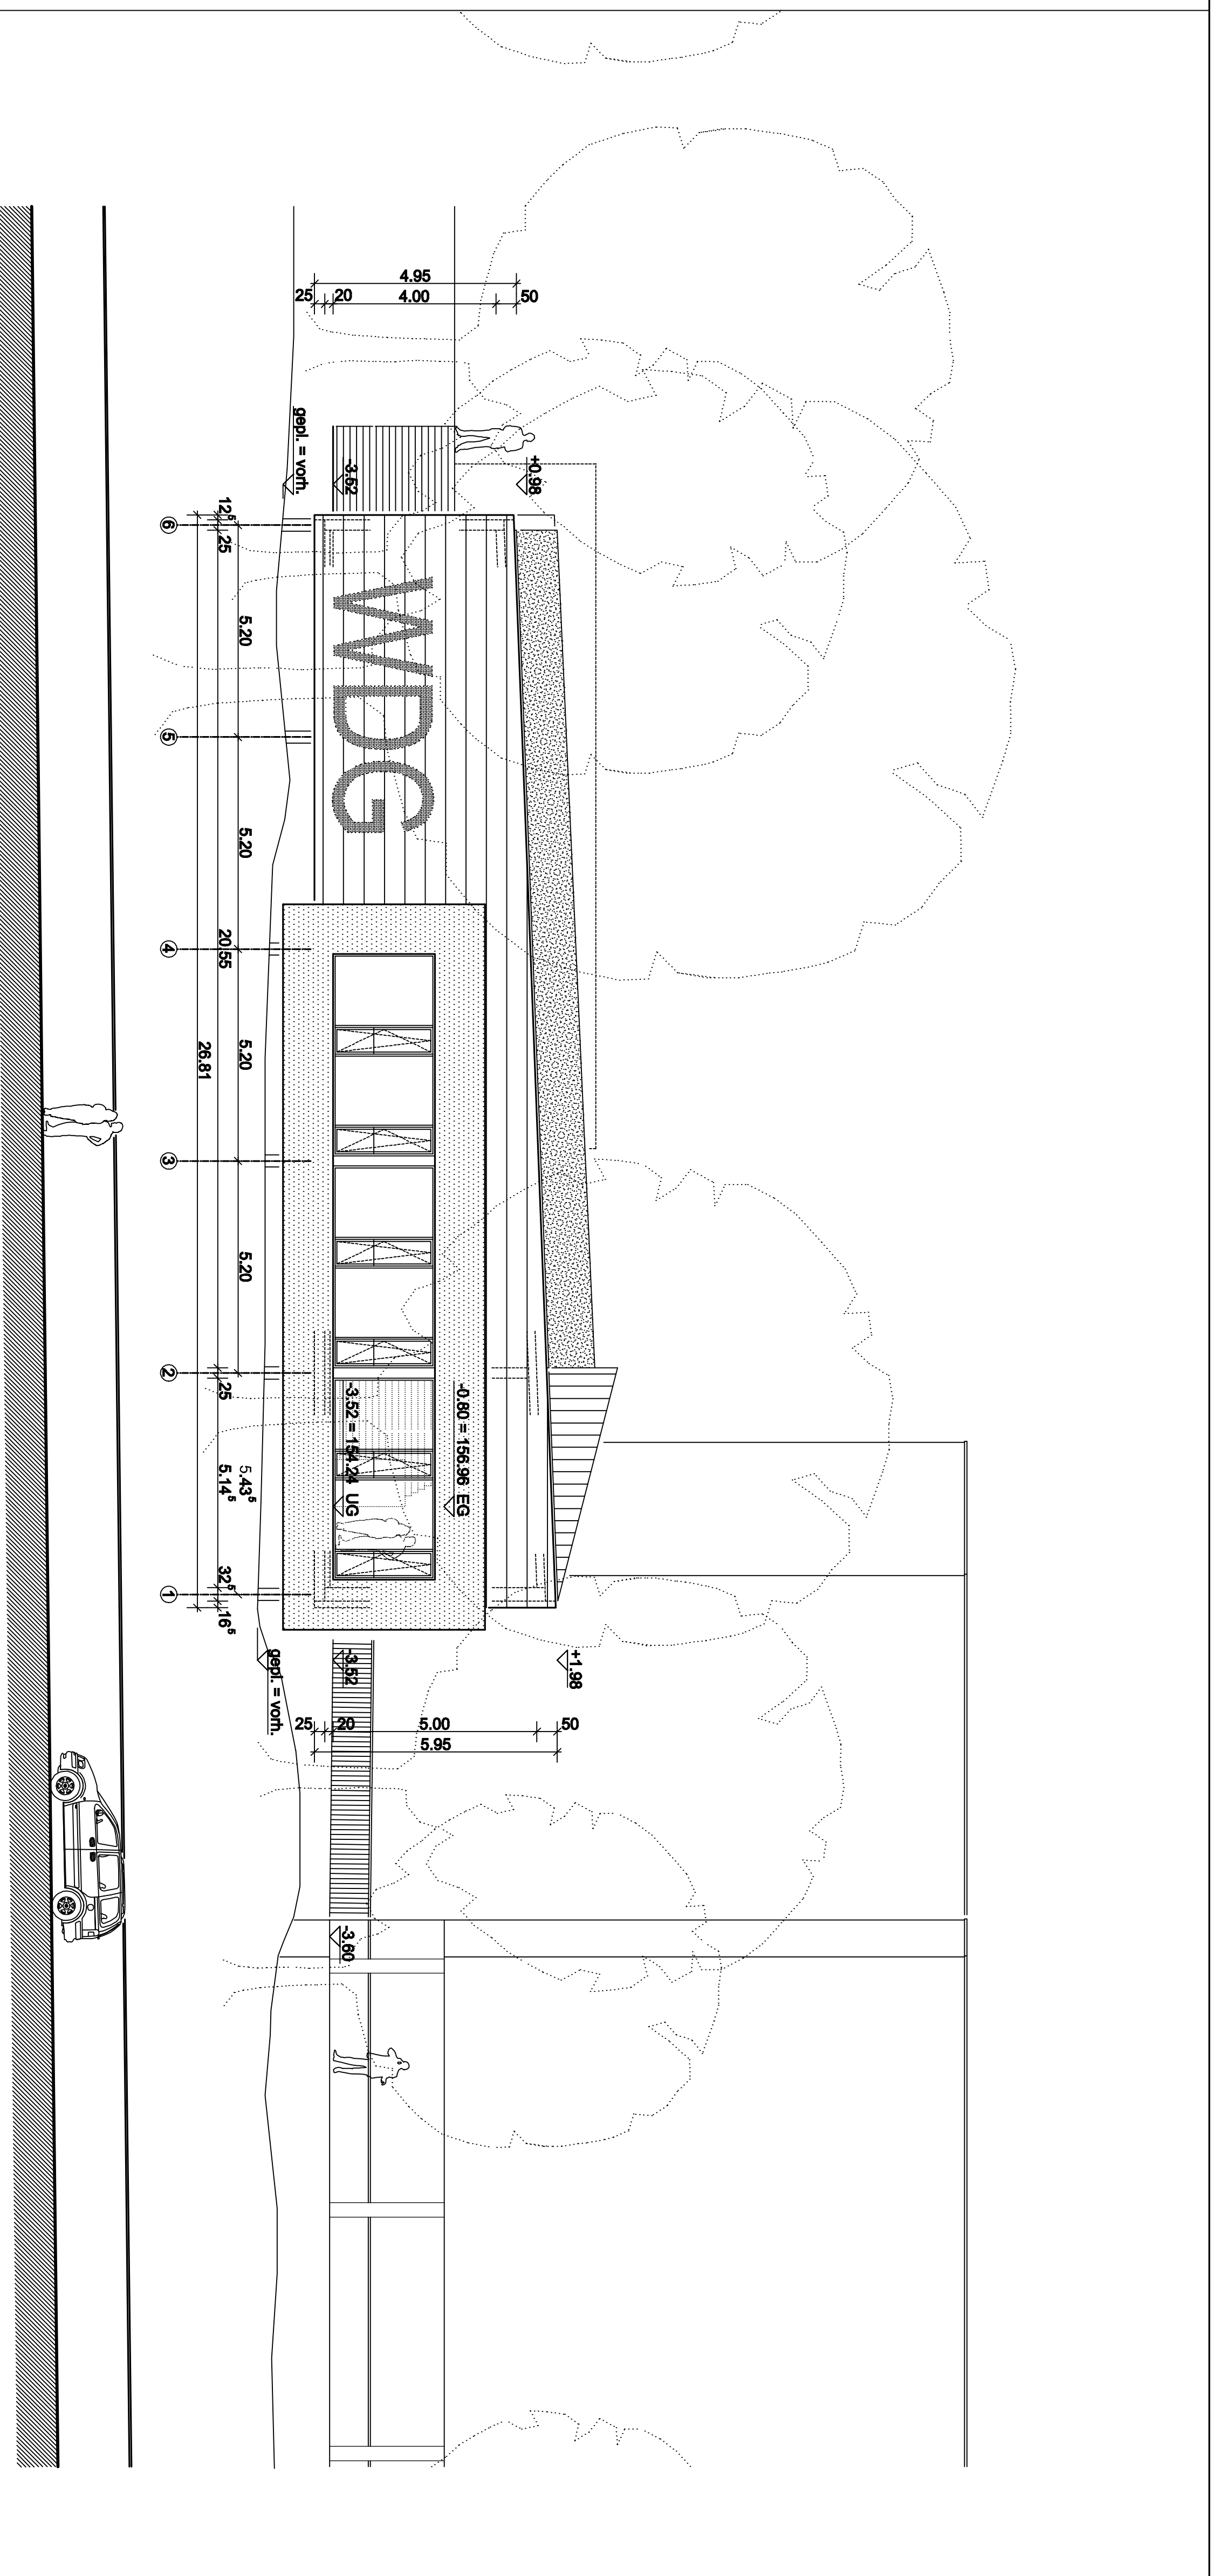 4.95
25 20 4.00 50
+0.98
-3.52
gepl. = vorh.
WDG
-0.80 = 156.96 EG
-3.52 = 154.24 UG
+1.98
-3.52
gepl. = vorh.
25 20 5.00 50
5.95
-3.60
5.20 5.20 5.20 5.20 5.43⁵
12⁵ 25 20.55 25 5.14⁵ 32⁵ 16⁵
26.81
6 5 4 3 2 1